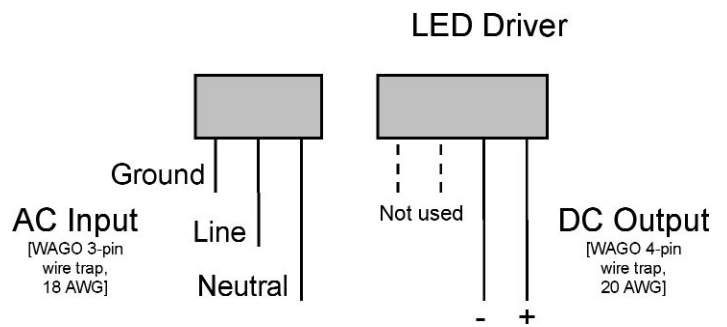 LED Driver
Ground
Line
Neutral
AC Input
[WAGO 3-pin
wire trap,
18 AWG]
Not used
- +
DC Output
[WAGO 4-pin
wire trap,
20 AWG]